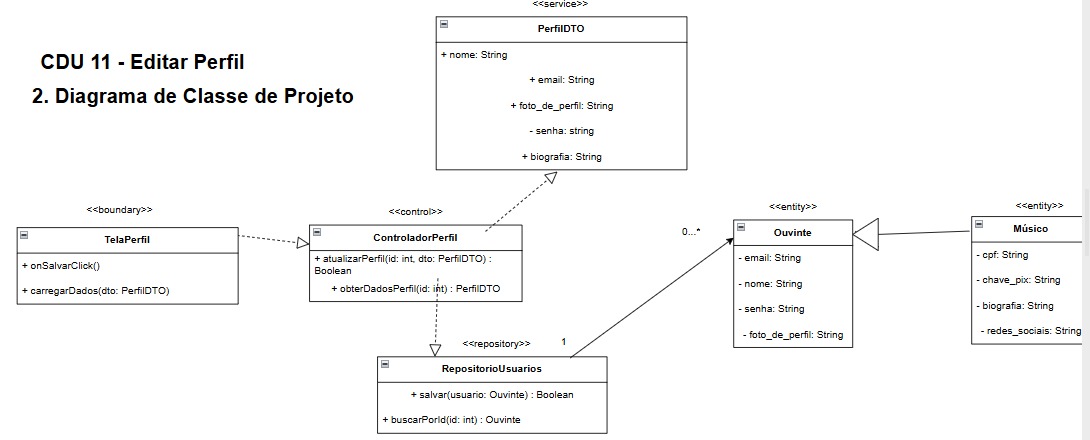 <<service>>
PerfilDTO
+ nome: String
+ email: String
+ foto_de_perfil: String
- senha: string
+ biografia: String
CDU 11 - Editar Perfil
2. Diagrama de Classe de Projeto
<<boundary>>
TelaPerfil
+ onSalvarClick()
+ carregarDados(dto: PerfilDTO)
<<control>>
ControladorPerfil
+ atualizarPerfil(id: int, dto: PerfilDTO) :
Boolean
+ obterDadosPerfil(id: int) : PerfilDTO
<<repository>>
RepositorioUsuarios
+ salvar(usuario: Ouvinte) : Boolean
+ buscarPorId(id: int) : Ouvinte
1
0...*
<<entity>>
Ouvinte
- email: String
- nome: String
- senha: String
- foto_de_perfil: String
<<entity>>
Músico
- cpf: String
- chave_pix: String
- biografia: String
- redes_sociais: String